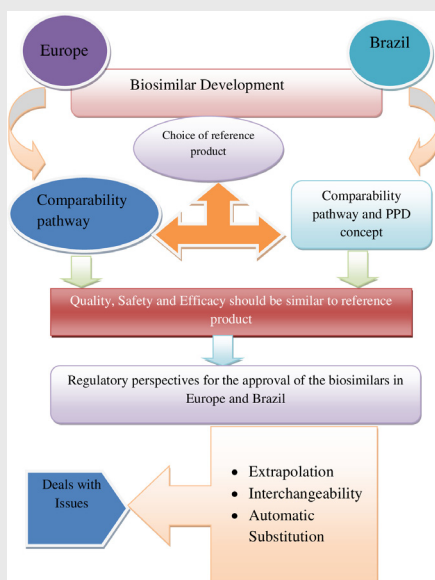 Europe
Brazil
Biosimilar Development
Choice of reference
product
Comparability
pathway
Comparability
pathway and PPD
concept
Quality, Safety and Efficacy should be similar to reference
product
Regulatory perspectives for the approval of the biosimilars in
Europe and Brazil
Deals with
Issues
• Extrapolation
• Interchangeability
• Automatic
Substitution